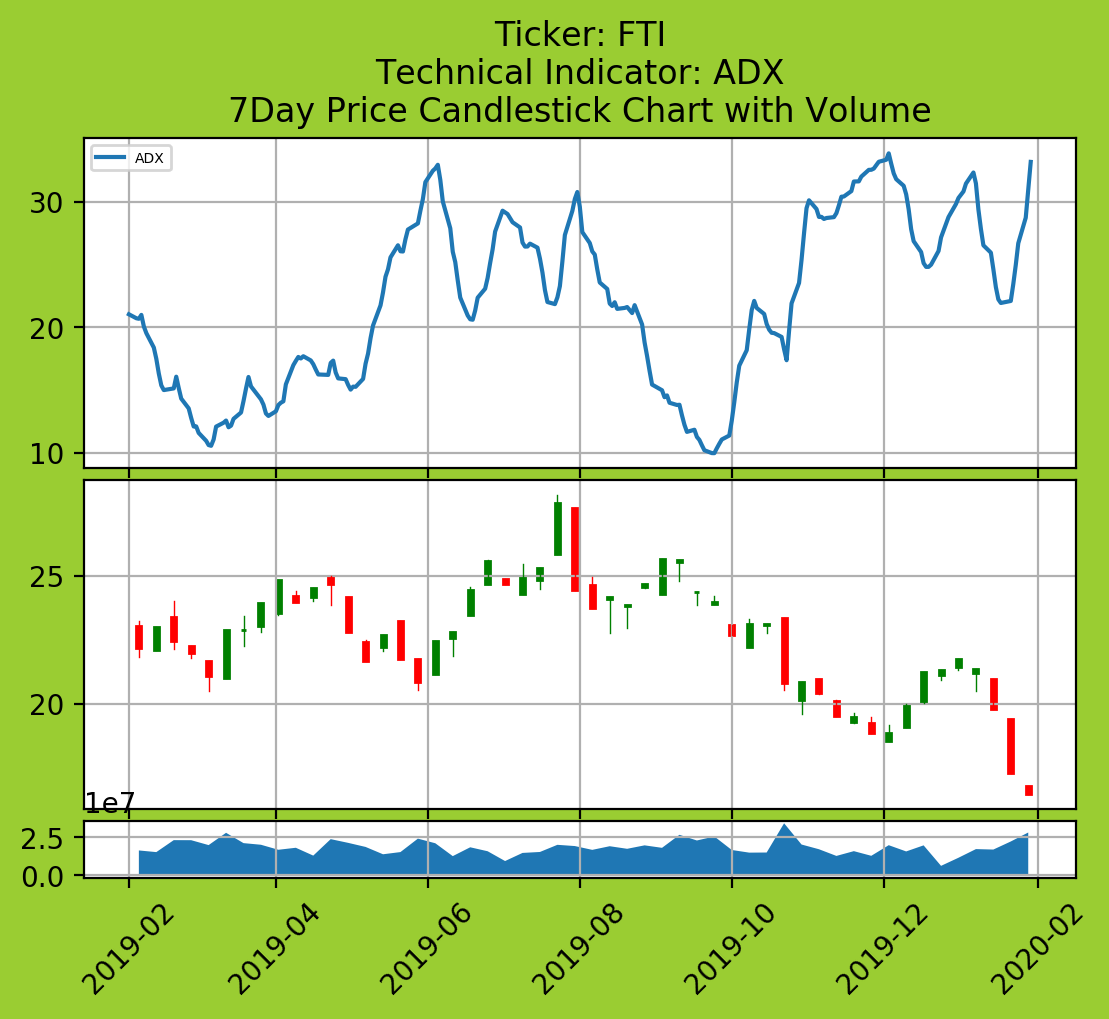 Ticker: FTI
Technical Indicator: ADX
7Day Price Candlestick Chart with Volume
ADX
30
20
10
25
20
1e7
2.5
0.0
2019-02
2019-04
2019-06
2019-08
2019-10
2019-12
2020-02